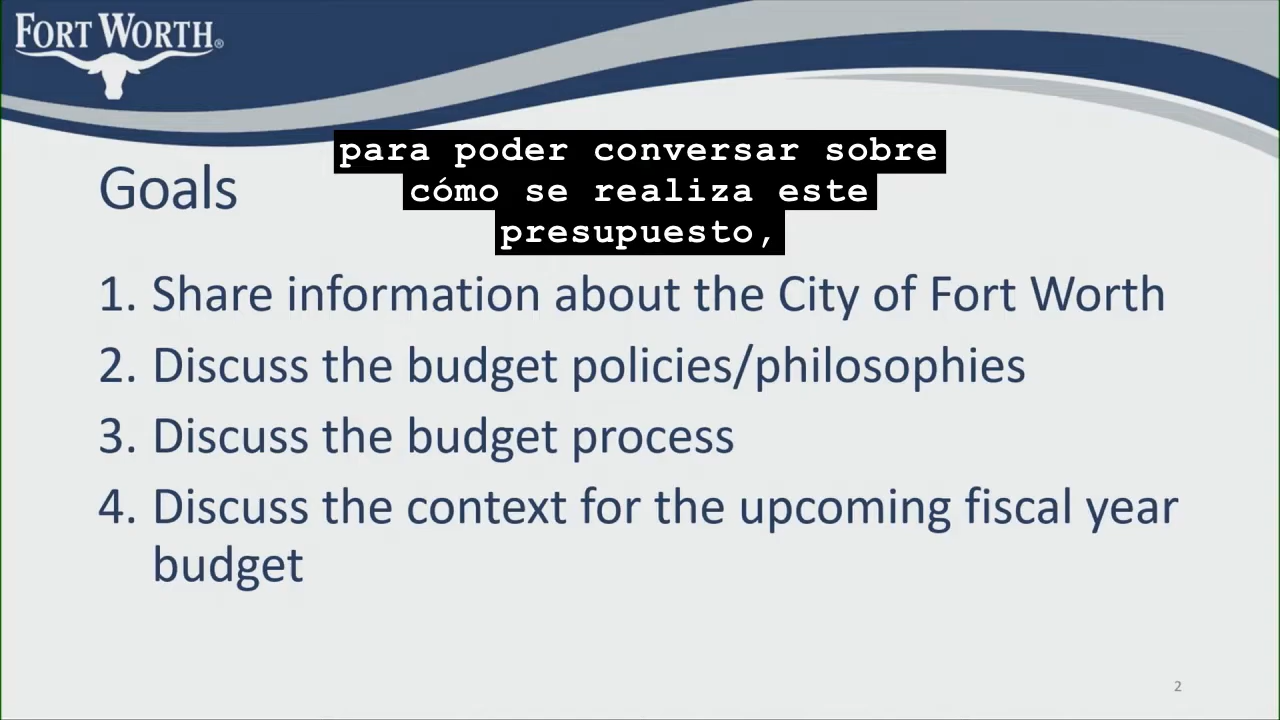 FORT WORTH®
para poder conversar sobre
cómo se realiza este
presupuesto,
Goals
1. Share information about the City of Fort Worth
2. Discuss the budget policies/philosophies
3. Discuss the budget process
4. Discuss the context for the upcoming fiscal year
budget
2